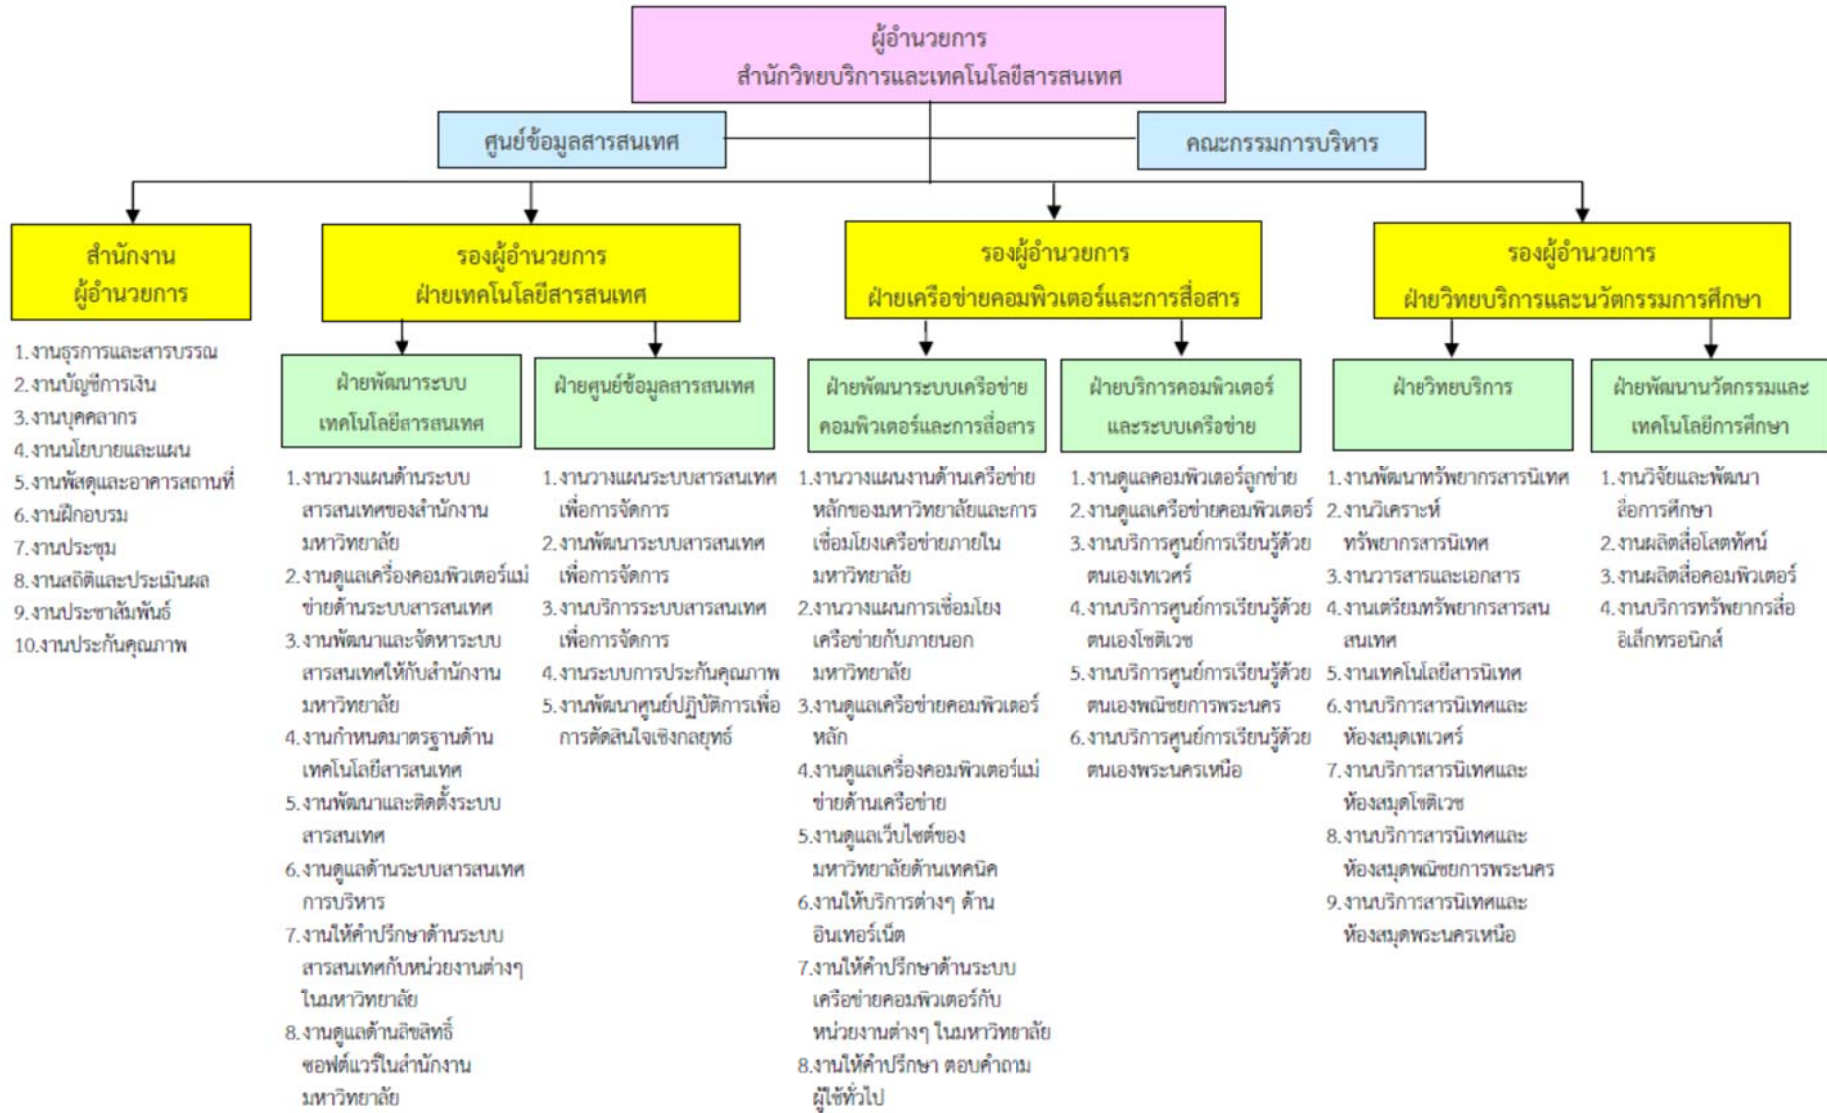 ผู้อำนวยการ
สำนักวิทยบริการและเทคโนโลยีสารสนเทศ
ศูนย์ข้อมูลสารสนเทศ
คณะกรรมการบริหาร
สำนักงาน
ผู้อำนวยการ
รองผู้อำนวยการ
ฝ่ายเทคโนโลยีสารสนเทศ
รองผู้อำนวยการ
ฝ่ายเครือข่ายคอมพิวเตอร์และการสื่อสาร
รองผู้อำนวยการ
ฝ่ายวิทยบริการและนวัตกรรมการศึกษา
1.งานธุรการและสารบรรณ
2.งานบัญชีการเงิน
3.งานบุคคลากร
4.งานนโยบายและแผน
5.งานพัสดุและอาคารสถานที่
6.งานฝึกอบรม
7.งานประชุม
8.งานสถิติและประเมินผล
9.งานประชาสัมพันธ์
10.งานประกันคุณภาพ
ฝ่ายพัฒนาระบบ
เทคโนโลยีสารสนเทศ
1.งานวางแผนด้านระบบ
สารสนเทศของสำนักงาน
มหาวิทยาลัย
2.งานดูแลเครื่องคอมพิวเตอร์แม่
ข่ายด้านระบบสารสนเทศ
3.งานพัฒนาและจัดหาระบบ
สารสนเทศให้กับสำนักงาน
มหาวิทยาลัย
4.งานกำหนดมาตรฐานด้าน
เทคโนโลยีสารสนเทศ
5.งานพัฒนาและติดตั้งระบบ
สารสนเทศ
6.งานดูแลด้านระบบสารสนเทศ
การบริหาร
7.งานให้คำปรึกษาด้านระบบ
สารสนเทศกับหน่วยงานต่างๆ
ในมหาวิทยาลัย
8.งานดูแลด้านลิขสิทธิ์
ซอฟต์แวร์ในสำนักงาน
มหาวิทยาลัย
ฝ่ายศูนย์ข้อมูลสารสนเทศ
1.งานวางแผนระบบสารสนเทศ
เพื่อการจัดการ
2.งานพัฒนาระบบสารสนเทศ
เพื่อการจัดการ
3.งานบริการระบบสารสนเทศ
เพื่อการจัดการ
4.งานระบบการประกันคุณภาพ
5.งานพัฒนาศูนย์ปฏิบัติการเพื่อ
การตัดสินใจเชิงกลยุทธ์
ฝ่ายพัฒนาระบบเครือข่าย
คอมพิวเตอร์และการสื่อสาร
1.งานวางแผนงานด้านเครือข่าย
หลักของมหาวิทยาลัยและการ
เชื่อมโยงเครือข่ายภายใน
มหาวิทยาลัย
2.งานวางแผนการเชื่อมโยง
เครือข่ายกับภายนอก
มหาวิทยาลัย
3.งานดูแลเครือข่ายคอมพิวเตอร์
หลัก
4.งานดูแลเครื่องคอมพิวเตอร์แม่
ข่ายด้านเครือข่าย
5.งานดูแลเว็บไซต์ของ
มหาวิทยาลัยด้านเทคนิค
6.งานให้บริการต่างๆ ด้าน
อินเทอร์เน็ต
7.งานให้คำปรึกษาด้านระบบ
เครือข่ายคอมพิวเตอร์กับ
หน่วยงานต่างๆ ในมหาวิทยาลัย
8.งานให้คำปรึกษา ตอบคำถาม
ผู้ใช้ทั่วไป
ฝ่ายบริการคอมพิวเตอร์
และระบบเครือข่าย
1.งานดูแลคอมพิวเตอร์ลูกข่าย
2.งานดูแลเครือข่ายคอมพิวเตอร์
3.งานบริการศูนย์การเรียนรู้ด้วย
ตนเองเทเวศร์
4.งานบริการศูนย์การเรียนรู้ด้วย
ตนเองโชติเวช
5.งานบริการศูนย์การเรียนรู้ด้วย
ตนเองพณิชยการพระนคร
6.งานบริการศูนย์การเรียนรู้ด้วย
ตนเองพระนครเหนือ
ฝ่ายวิทยบริการ
1.งานพัฒนาทรัพยากรสารนิเทศ
2.งานวิเคราะห์
ทรัพยากรสารนิเทศ
3.งานวารสารและเอกสาร
4.งานเตรียมทรัพยากรสารสน
สนเทศ
5.งานเทคโนโลยีสารนิเทศ
6.งานบริการสารนิเทศและ
ห้องสมุดเทเวศร์
7.งานบริการสารนิเทศและ
ห้องสมุดโชติเวช
8.งานบริการสารนิเทศและ
ห้องสมุดพณิชยการพระนคร
9.งานบริการสารนิเทศและ
ห้องสมุดพระนครเหนือ
ฝ่ายพัฒนานวัตกรรมและ
เทคโนโลยีการศึกษา
1.งานวิจัยและพัฒนา
สื่อการศึกษา
2.งานผลิตสื่อโสตทัศน์
3.งานผลิตสื่อคอมพิวเตอร์
4.งานบริการทรัพยากรสื่อ
อิเล็กทรอนิกส์